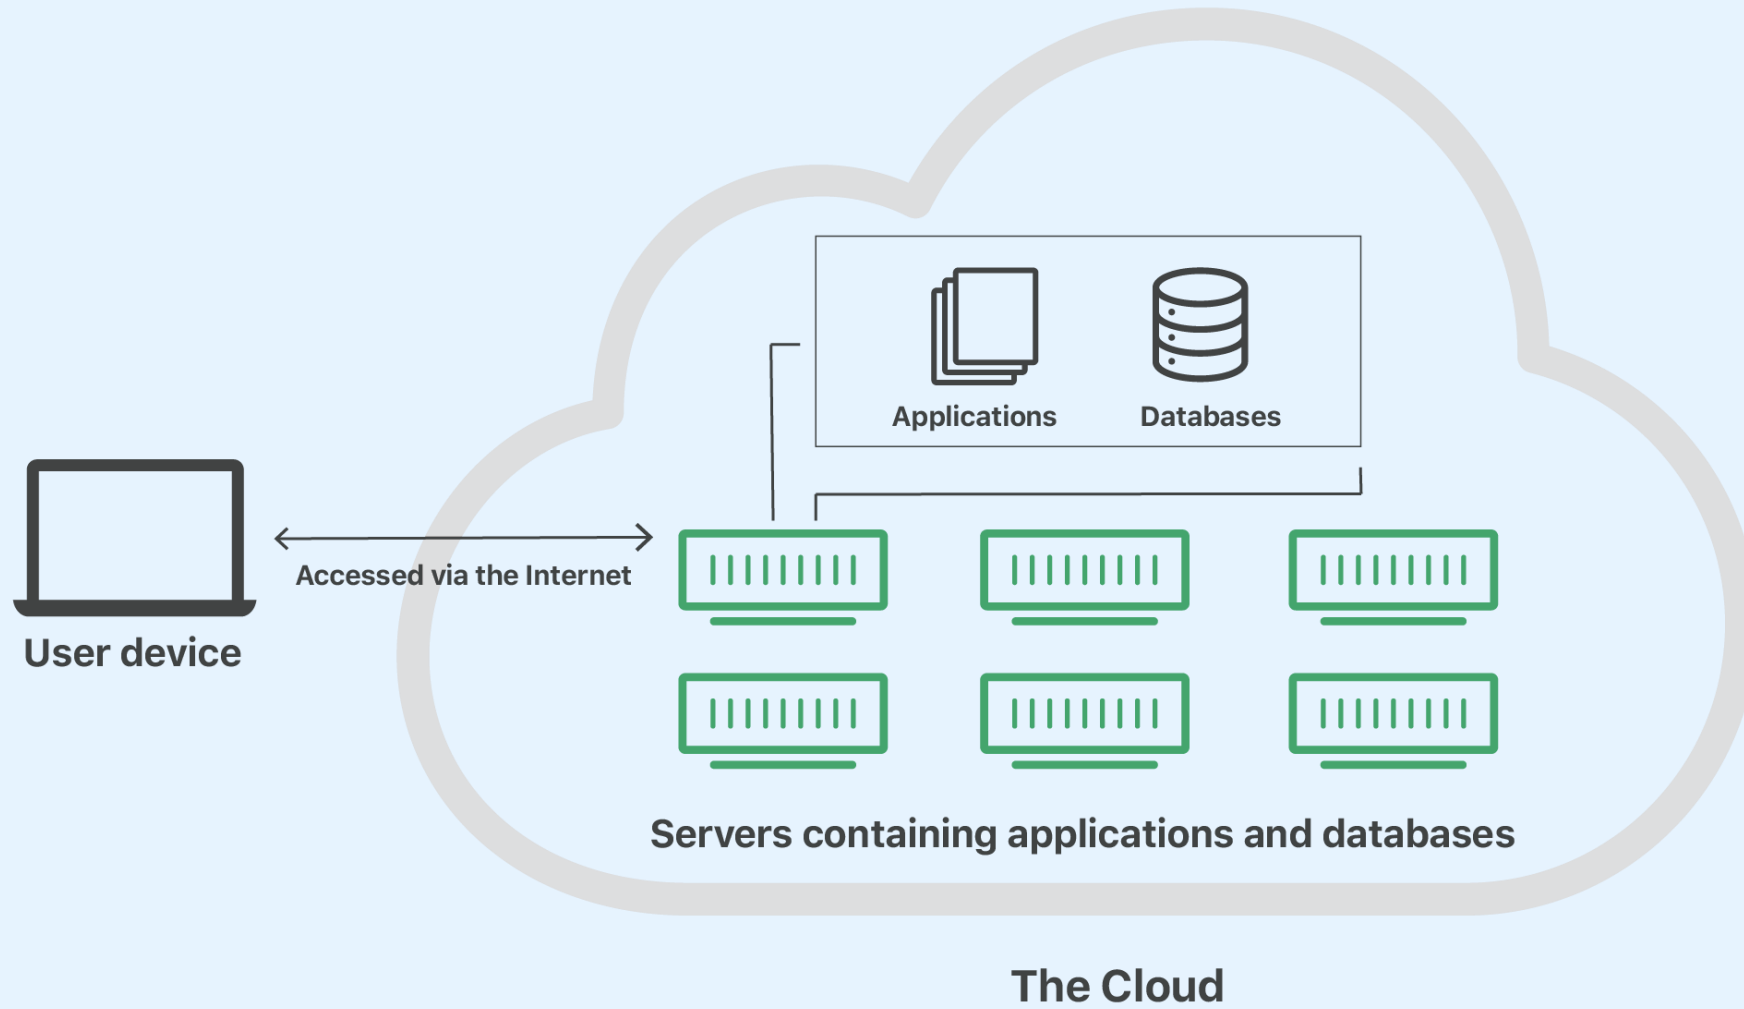 Applications
Databases
Accessed via the Internet
User device
Servers containing applications and databases
The Cloud